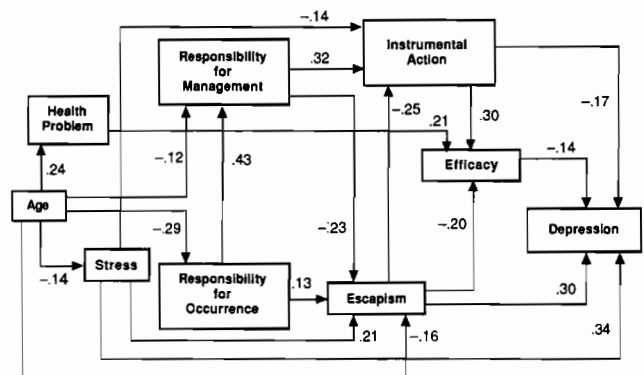 -.14
Responsibility
for
Management
.32
Instrumental
Action
-.25
-.17
Health
Problem
.21
.30
.24
-.12
.43
Efficacy
-.14
Age
-.29
-.23
-.20
Depression
-.14
Stress
Responsibility
for
Occurrence
.13
Escapism
.30
.21
-.16
.34